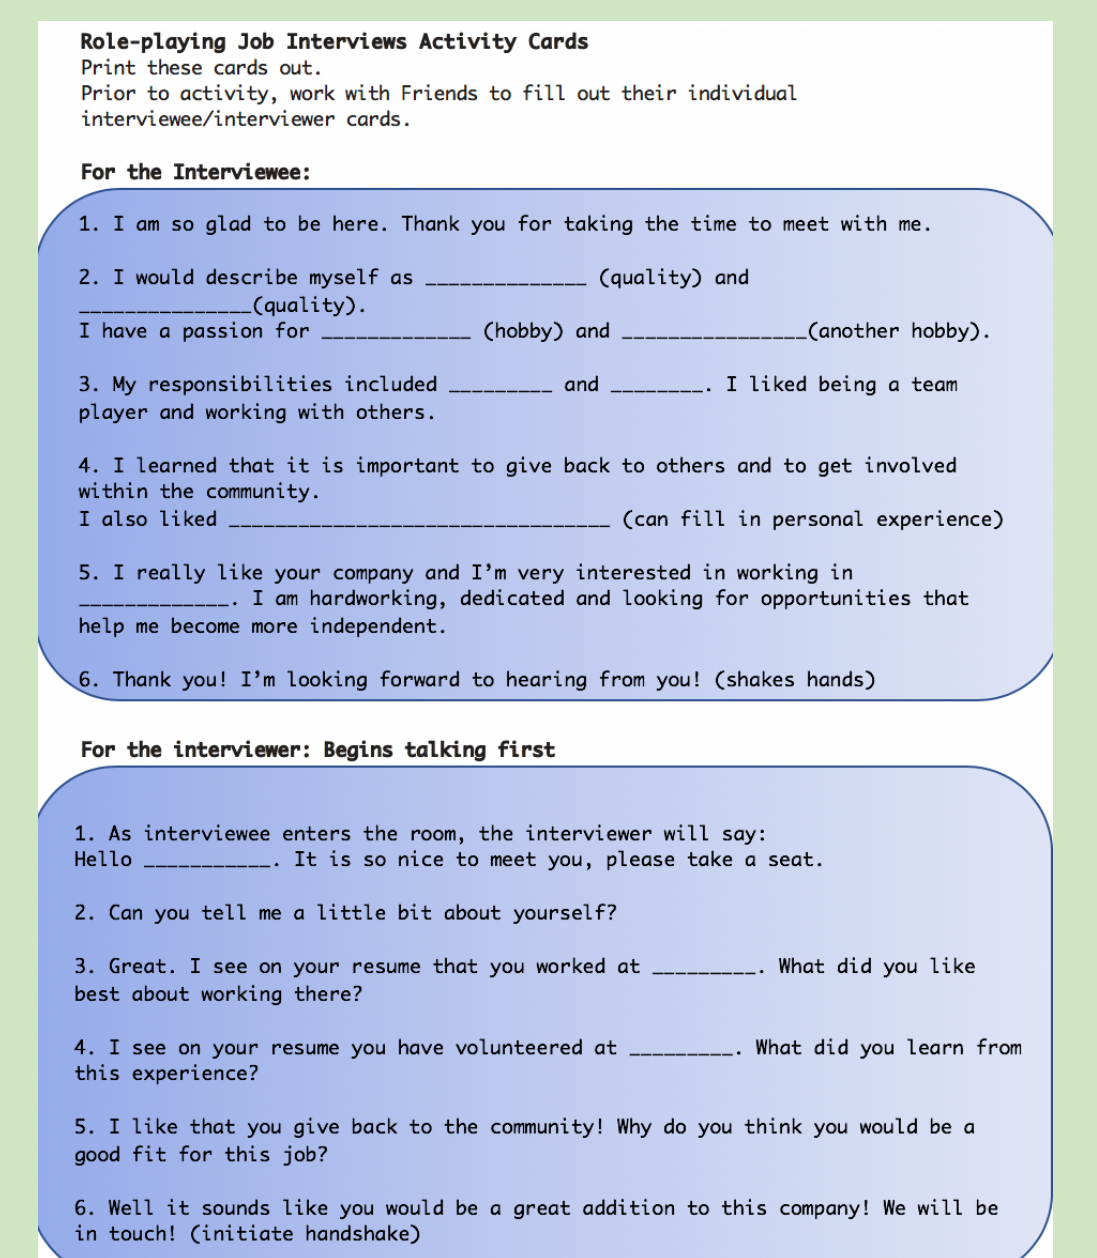 Role-playing Job Interviews Activity Cards
Print these cards out.
Prior to activity, work with Friends to fill out their individual
interviewee/interviewer cards.
For the Interviewee:
1. I am so glad to be here. Thank you for taking the time to meet with me.
2. I would describe myself as ______________ (quality) and
_______________(quality).
I have a passion for _____________ (hobby) and ________________(another hobby).
3. My responsibilities included _________ and ________. I liked being a team
player and working with others.
4. I learned that it is important to give back to others and to get involved
within the community.
I also liked _________________________________ (can fill in personal experience)
5. I really like your company and I’m very interested in working in
_____________. I am hardworking, dedicated and looking for opportunities that
help me become more independent.
6. Thank you! I’m looking forward to hearing from you! (shakes hands)
For the interviewer: Begins talking first
1. As interviewee enters the room, the interviewer will say:
Hello ___________. It is so nice to meet you, please take a seat.
2. Can you tell me a little bit about yourself?
3. Great. I see on your resume that you worked at _________. What did you like
best about working there?
4. I see on your resume you have volunteered at _________. What did you learn from
this experience?
5. I like that you give back to the community! Why do you think you would be a
good fit for this job?
6. Well it sounds like you would be a great addition to this company! We will be
in touch! (initiate handshake)